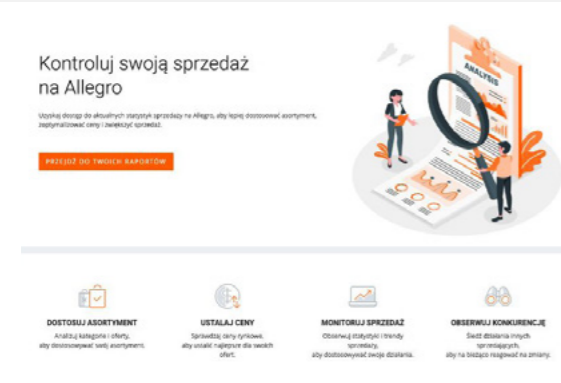 Kontroluj swoją sprzedaż
na Allegro
Uzyskaj dostęp do aktualnych statystyk sprzedaży na Allegro, aby lepiej dostosować asortyment,
zoptymalizować ceny i zwiększyć sprzedaż.
PRZEJDŹ DO TWOICH RAPORTÓW
ANALYSIS
DOSTOSUJ ASORTYMENT
Analizuj kategorie i oferty,
aby dostosowywać swój asortyment.
USTALAJ CENY
Sprawdzaj ceny rynkowe,
aby ustalić najlepsze dla swoich
ofert.
MONITORUJ SPRZEDAŻ
Obserwuj statystyki i trendy
sprzedaży,
aby dostosowywać swoje działania.
OBSERWUJ KONKURENCJĘ
Śledź działania innych
sprzedających,
aby na bieżąco reagować na zmiany.